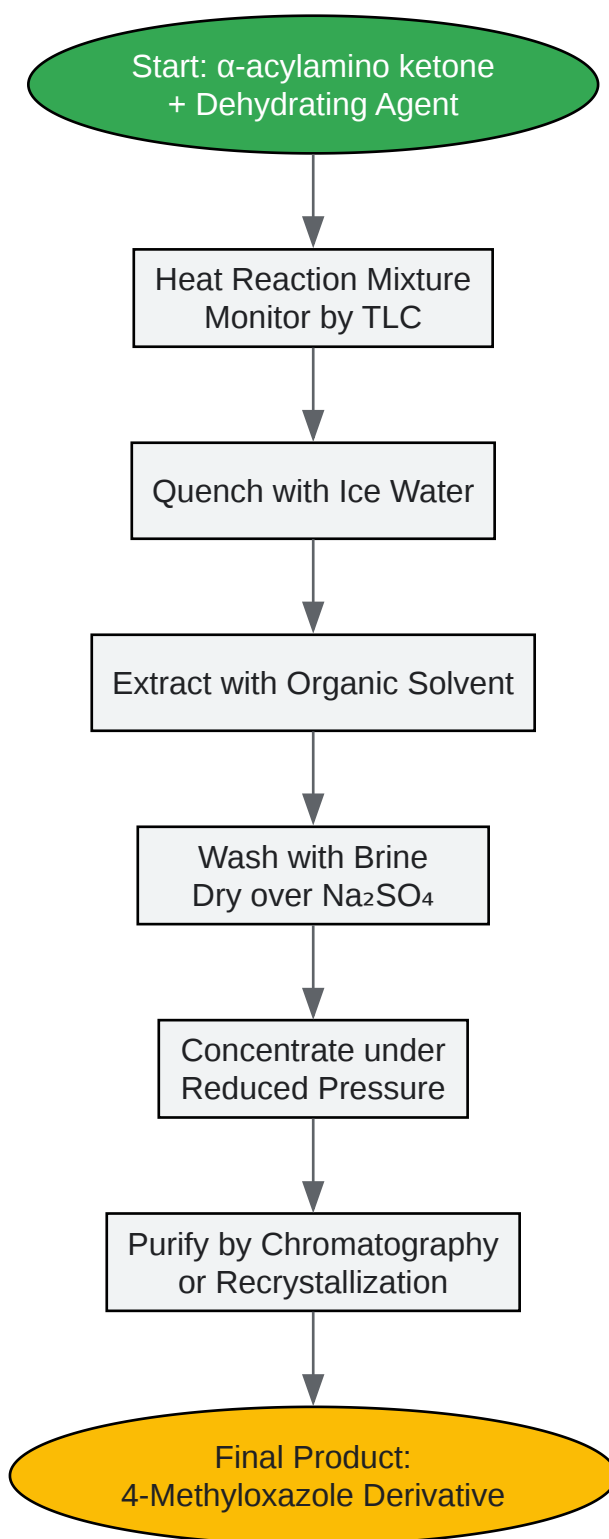 Start: α-acylamino ketone
+ Dehydrating Agent
Heat Reaction Mixture
Monitor by TLC
Quench with Ice Water
Extract with Organic Solvent
Wash with Brine
Dry over Na₂SO₄
Concentrate under
Reduced Pressure
Purify by Chromatography
or Recrystallization
Final Product:
4-Methyloxazole Derivative